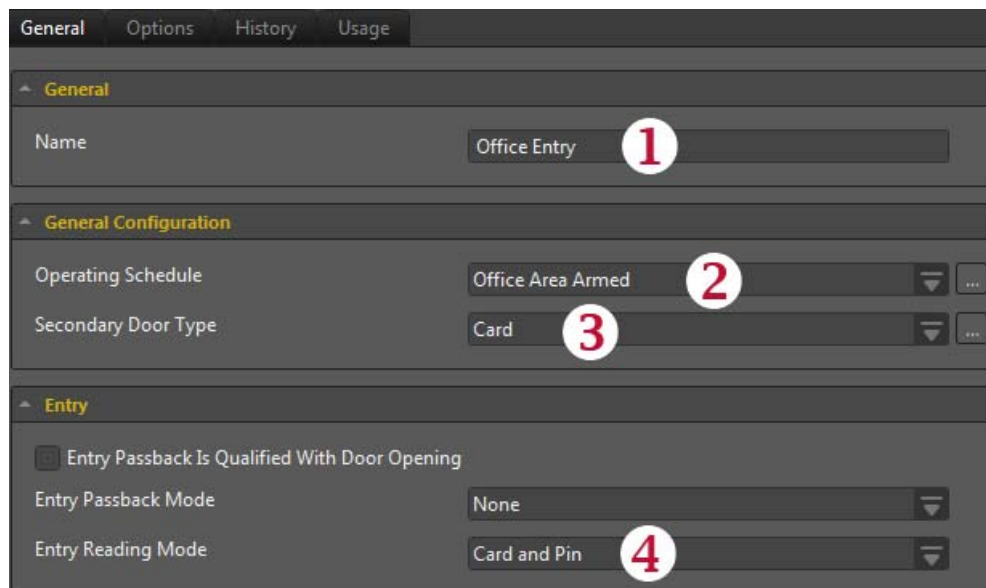 General Options History Usage
General
Name Office Entry 1
General Configuration
Operating Schedule Office Area Armed 2 ...
Secondary Door Type Card 3 ...
Entry
Entry Passback Is Qualified With Door Opening
Entry Passback Mode None
Entry Reading Mode Card and Pin 4